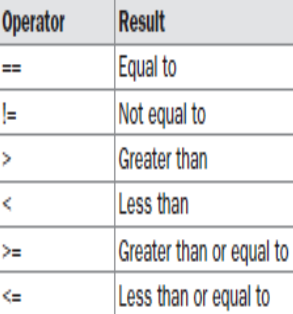 Operator Result
== Equal to
!= Not equal to
> Greater than
< Less than
>= Greater than or equal to
<= Less than or equal to